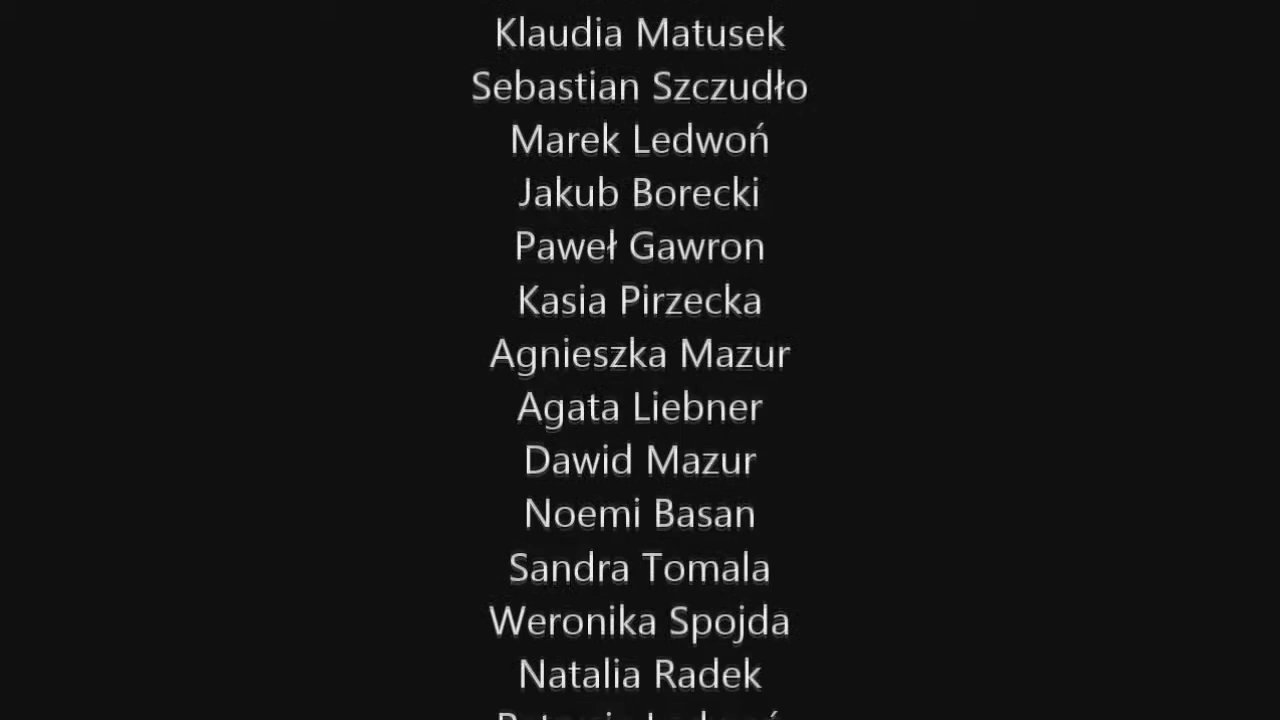 Klaudia Matusek
Sebastian Szczudło
Marek Ledwoń
Jakub Borecki
Paweł Gawron
Kasia Pirzecka
Agnieszka Mazur
Agata Liebner
Dawid Mazur
Noemi Basan
Sandra Tomala
Weronika Spojda
Natalia Radek